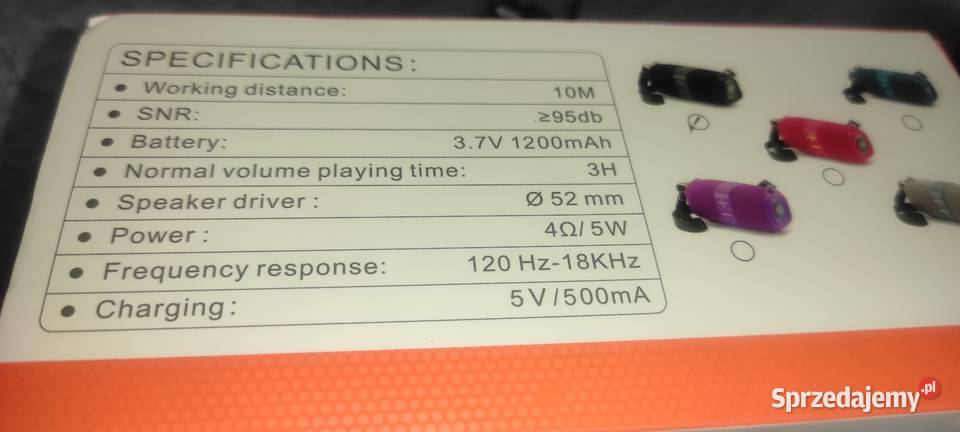 SPECIFICATIONS:
● Working distance: 10M
● SNR: ≥95db
● Battery: 3.7V 1200mAh
● Normal volume playing time: 3H
● Speaker driver : Ø 52 mm
● Power : 4Ω/ 5W
● Frequency response: 120 Hz-18KHz
● Charging : 5V/500mA
Sprzedajemy.pl